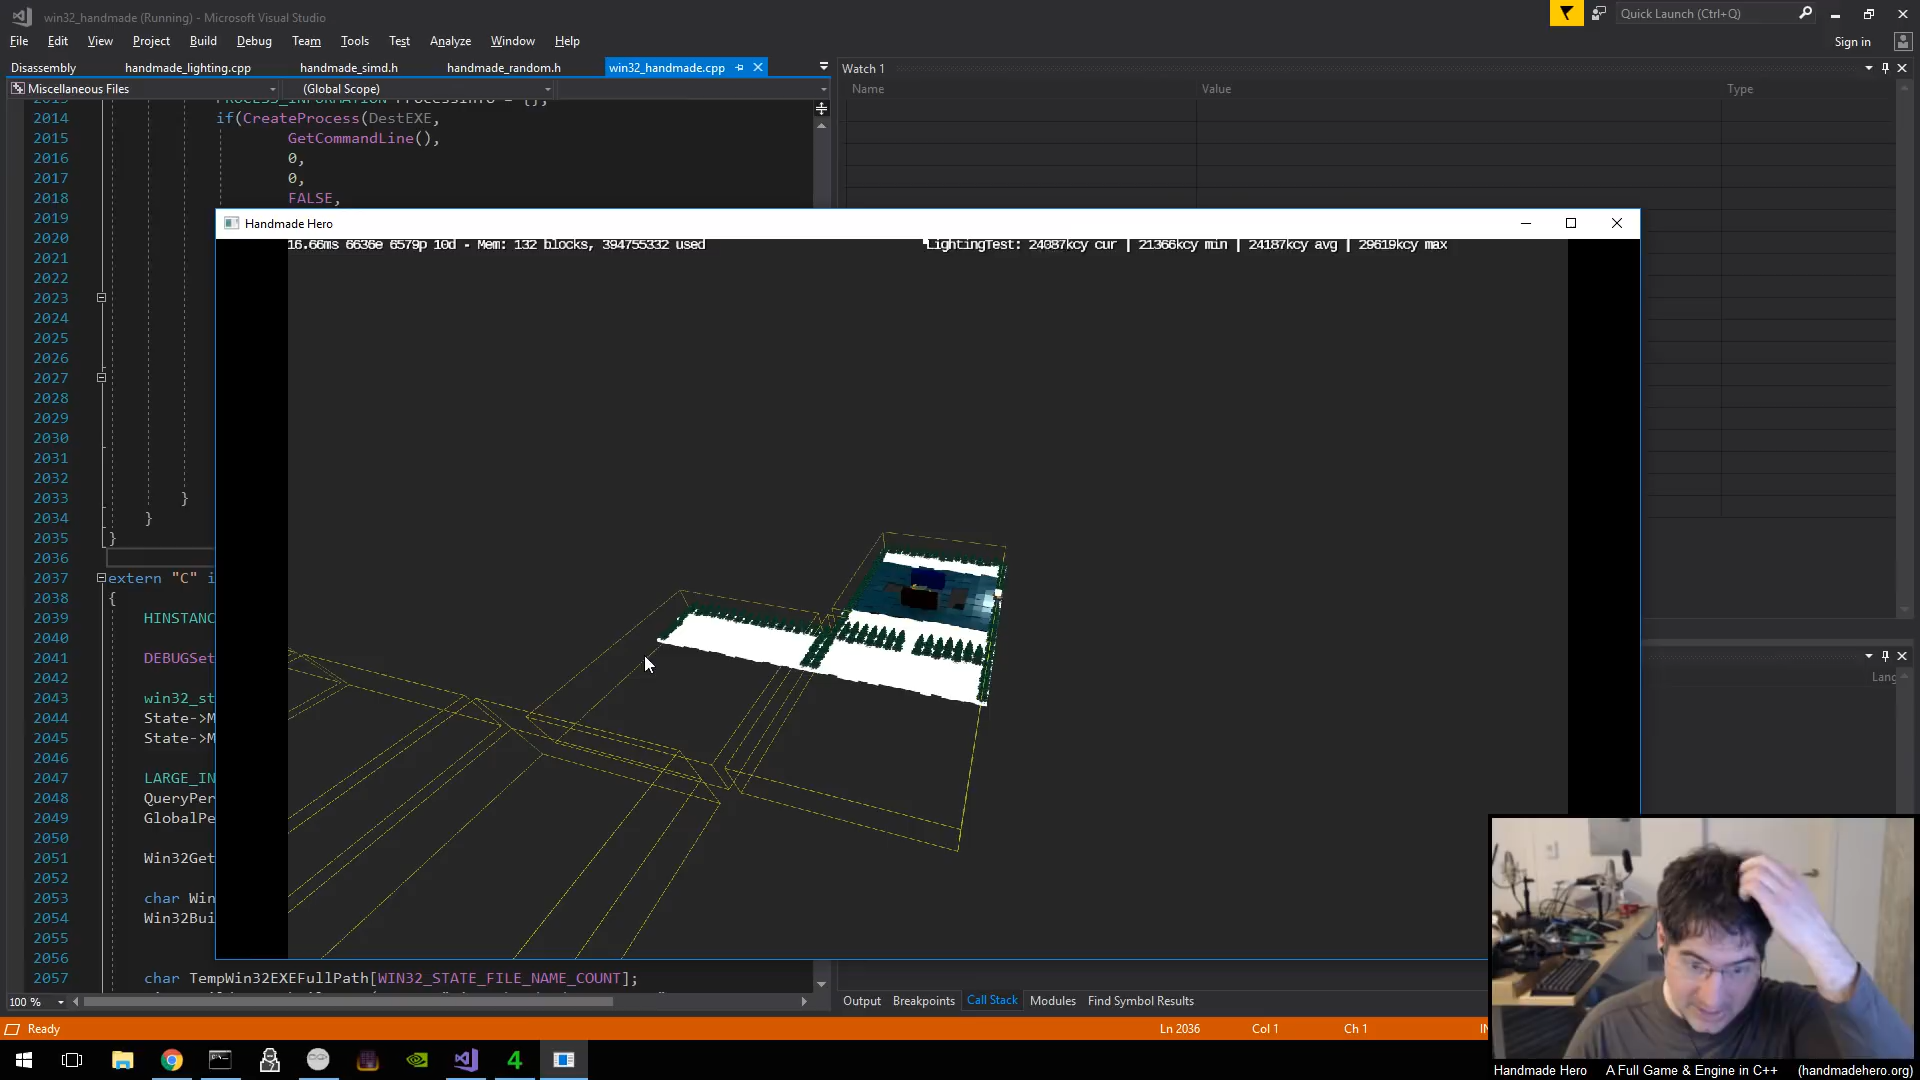 win32_handmade (Running) - Microsoft Visual Studio
Quick Launch (Ctrl+Q)
File Edit View Project Build Debug Team Tools Test Analyze Window Help
Sign in
Disassembly handmade_lighting.cpp handmade_simd.h handmade_random.h win32_handmade.cpp
Watch 1
Miscellaneous Files (Global Scope)
Name Value Type
2014 if(CreateProcess(DestEXE,
2015 GetCommandLine(),
2016 0,
2017 0,
2018 FALSE,
2019
Handmade Hero
2020
16.66ms 6636e 6579p 10d - Mem: 132 blocks, 394755332 used
LightingTest: 24087kcy cur | 21366kcy min | 24187kcy avg | 29619kcy max
2021
2022
2023
2024
2025
2026
2027
2028
2029
2030
2031
2032
2033 }
2034 }
2035 }
2036
2037 extern "C" i
2038 {
2039 HINSTANC
2040
2041 DEBUGSet
2042
2043 win32_st
2044 State->M
2045 State->M
2046
2047 LARGE_IN
2048 QueryPer
2049 GlobalPe
2050
2051 Win32Get
2052
2053 char Win
2054 Win32Bui
2055
2056
2057 char TempWin32EXEFullPath[WIN32_STATE_FILE_NAME_COUNT];
Lang
100 %
Output Breakpoints Call Stack Modules Find Symbol Results
Ready
Ln 2036 Col 1 Ch 1
4
Handmade Hero A Full Game & Engine in C++ (handmadehero.org)